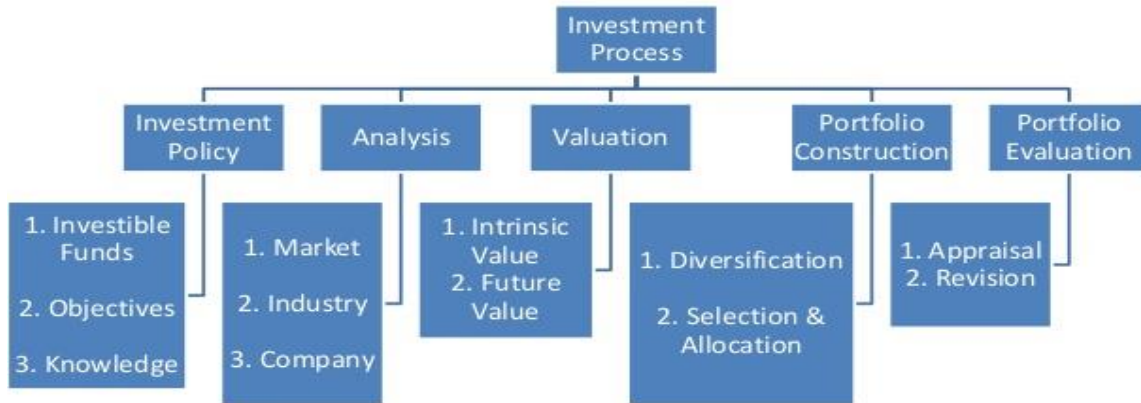 Investment
Process
Investment
Policy
Analysis
Valuation
Portfolio
Construction
Portfolio
Evaluation
1. Investible
Funds
2. Objectives
3. Knowledge
1. Market
2. Industry
3. Company
1. Intrinsic
Value
2. Future
Value
1. Diversification
2. Selection &
Allocation
1. Appraisal
2. Revision